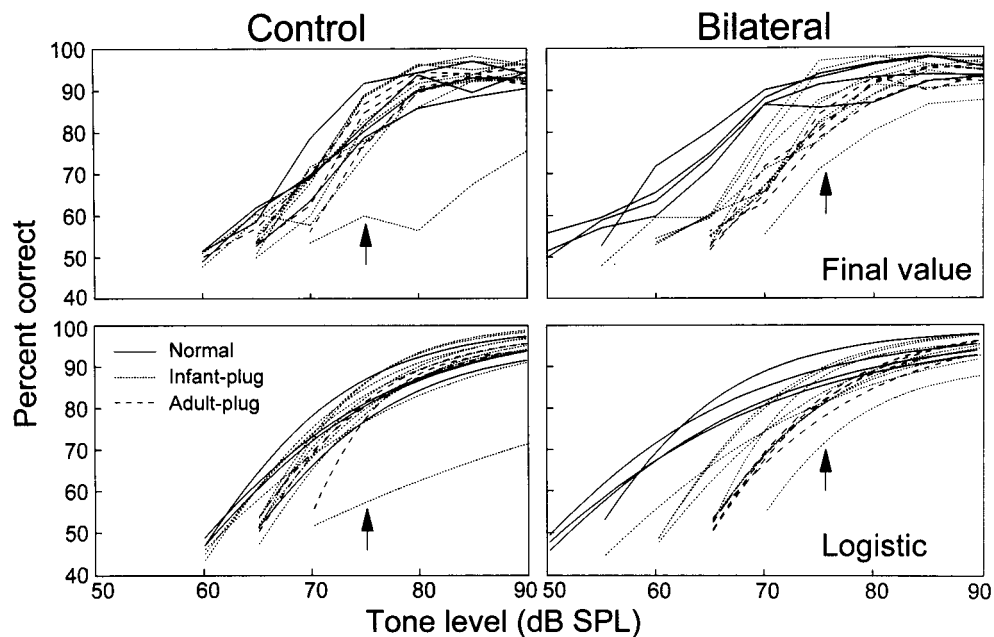 Control Bilateral
Percent correct
100
90
80
70
60
50
40
Final value
Percent correct
100
90
80
70
60
50
40
Normal
Infant-plug
Adult-plug
Logistic
50 60 70 80 90 50 60 70 80 90
Tone level (dB SPL)